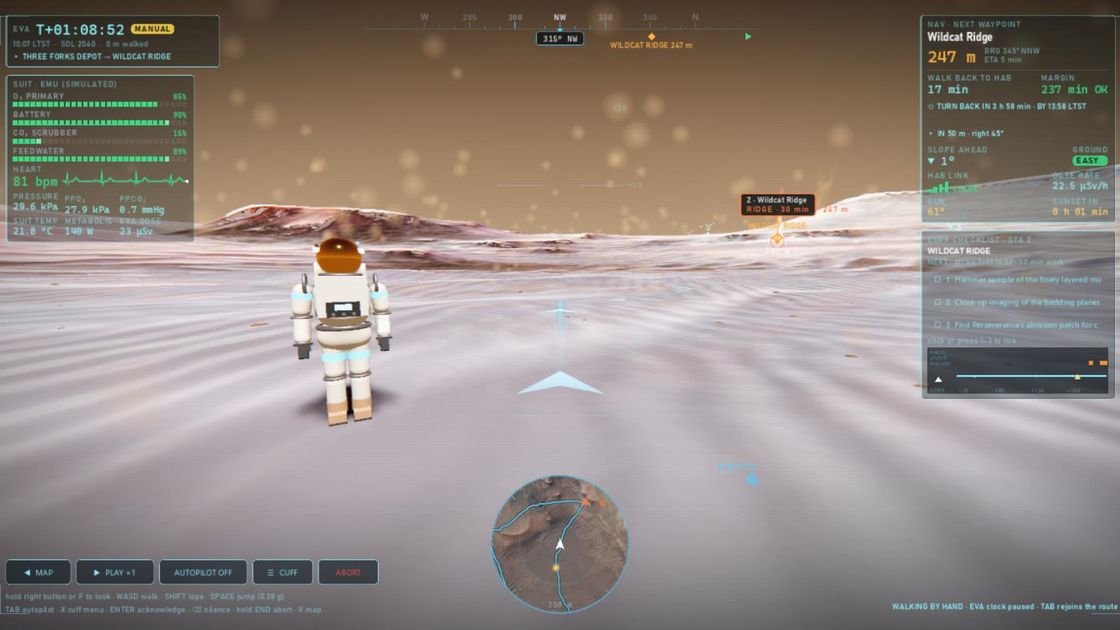 EVA T+01:08:52 MANUAL
10:07 LTST · SOL 2040 · 0 m walked
• THREE FORKS DEPOT → WILDCAT RIDGE
SUIT · EMU (SIMULATED)
O₂ PRIMARY 85%
BATTERY 90%
CO₂ SCRUBBER 15%
FEEDWATER 89%
HEART
81 bpm
PRESSURE PPO₂ PPCO₂
29.6 kPa 27.9 kPa 0.7 mmHg
SUIT TEMP METABOLIC EVA DOSE
21.8 °C 140 W 23 µSv
W 285 300 NW 330 345 N
315° NW
WILDCAT RIDGE 247 m
+20
+10
2 · Wildcat Ridge
RIDGE · 30 min 247 m
NAV · NEXT WAYPOINT
Wildcat Ridge
247 m BRG 345° NNW
ETA 5 min
WALK BACK TO HAB MARGIN
17 min 237 min OK
⟲ TURN BACK IN 3 h 58 min · BY 13:58 LTST
• IN 50 m · right 45°
SLOPE AHEAD GROUND
▼ 1° EASY
HAB LINK DOSE RATE
22.5 µSv/h
SUN SUNSET IN
61° 8 h 01 min
CUFF CHECKLIST · STA 2
WILDCAT RIDGE
30 min work
☐ 1 Hammer sample of the finely layered mu
☐ 2 Close-up imaging of the bedding planes
☐ 3 Find Perseverance's abrasion patch for c
click or press 1-3 to tick
350 m
◀ MAP
▶ PLAY ×1
AUTOPILOT OFF
☰ CUFF
ABORT
hold right button or F to look · WASD walk · SHIFT lope · SPACE jump (0.38 g)
TAB autopilot · X cuff menu · ENTER acknowledge · ⌫ silence · hold END abort · V map
WALKING BY HAND · EVA clock paused · TAB rejoins the route